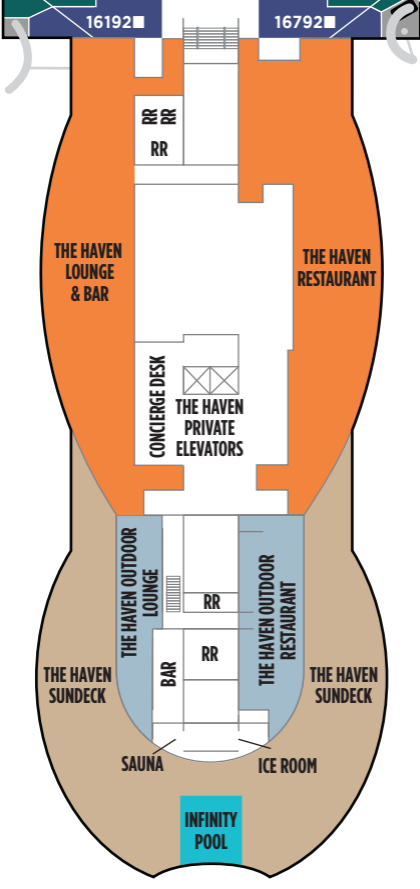 16192
16792
RR RR
RR
THE HAVEN
LOUNGE
& BAR
THE HAVEN
RESTAURANT
CONCIERGE DESK
THE HAVEN
PRIVATE
ELEVATORS
THE HAVEN OUTDOOR
LOUNGE
RR
THE HAVEN OUTDOOR
RESTAURANT
RR
BAR
THE HAVEN
SUNDECK
THE HAVEN
SUNDECK
SAUNA
ICE ROOM
INFINITY
POOL